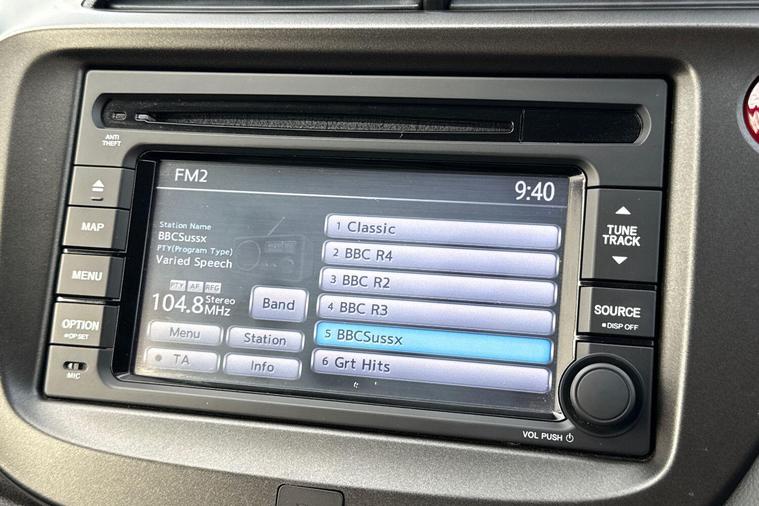 ANTI
THEFT
MAP
MENU
OPTION
OP SET
MIC
FM2
9:40
Station Name
BBCSussx
PTY(Program Type)
Varied Speech
PTY AF REG
104.8 Stereo
MHz
Band
Menu
Station
TA
Info
1 Classic
2 BBC R4
3 BBC R2
4 BBC R3
5 BBCSussx
6 Grt Hits
TUNE
TRACK
SOURCE
DISP OFF
VOL PUSH